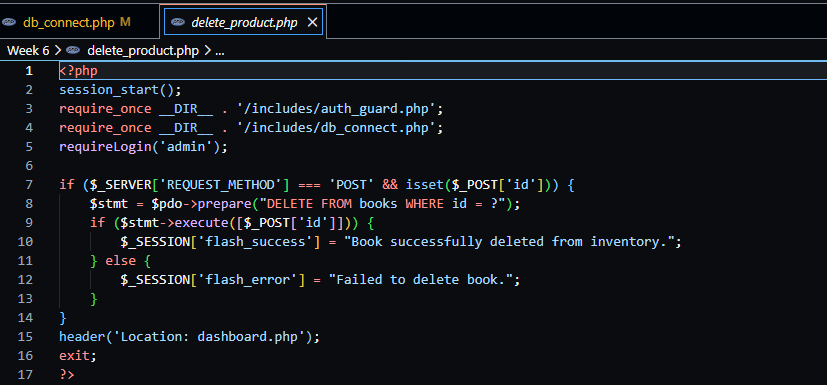 db_connect.php M
delete_product.php ×
Week 6 > delete_product.php > ...
1 <?php
2 session_start();
3 require_once __DIR__ . '/includes/auth_guard.php';
4 require_once __DIR__ . '/includes/db_connect.php';
5 requireLogin('admin');
6
7 if ($_SERVER['REQUEST_METHOD'] === 'POST' && isset($_POST['id'])) {
8     $stmt = $pdo->prepare("DELETE FROM books WHERE id = ?");
9     if ($stmt->execute([$_POST['id']])) {
10         $_SESSION['flash_success'] = "Book successfully deleted from inventory.";
11     } else {
12         $_SESSION['flash_error'] = "Failed to delete book.";
13     }
14 }
15 header('Location: dashboard.php');
16 exit;
17 ?>